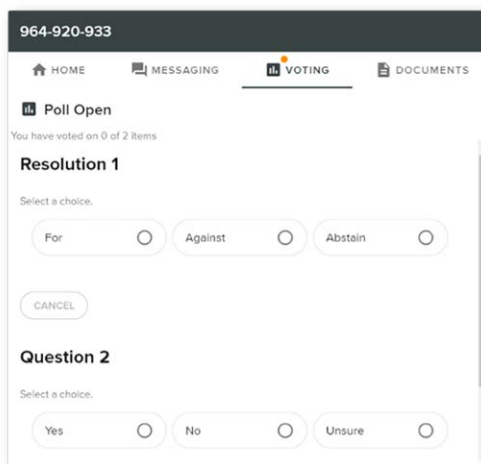 964-920-933
HOME MESSAGING VOTING DOCUMENTS
Poll Open
You have voted on 0 of 2 items
Resolution 1
Select a choice.
For Against Abstain
CANCEL
Question 2
Select a choice.
Yes No Unsure